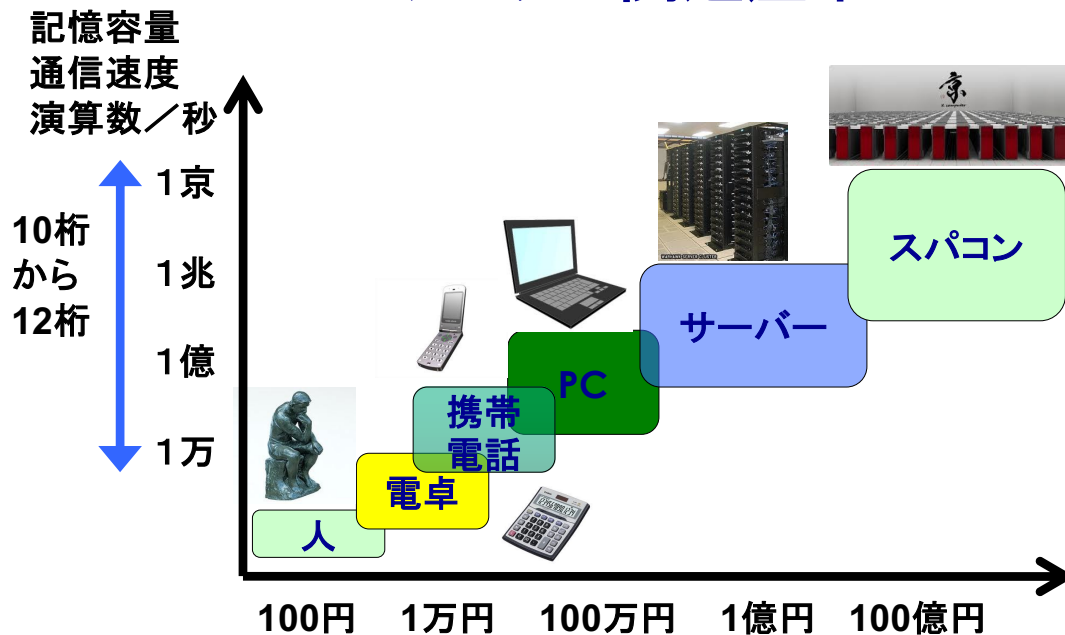 記憶容量
通信速度
演算数／秒
京
10桁
から
12桁
1京
1兆
1億
1万
スパコン
サーバー
PC
携帯
電話
電卓
人
100円 1万円 100万円 1億円 100億円